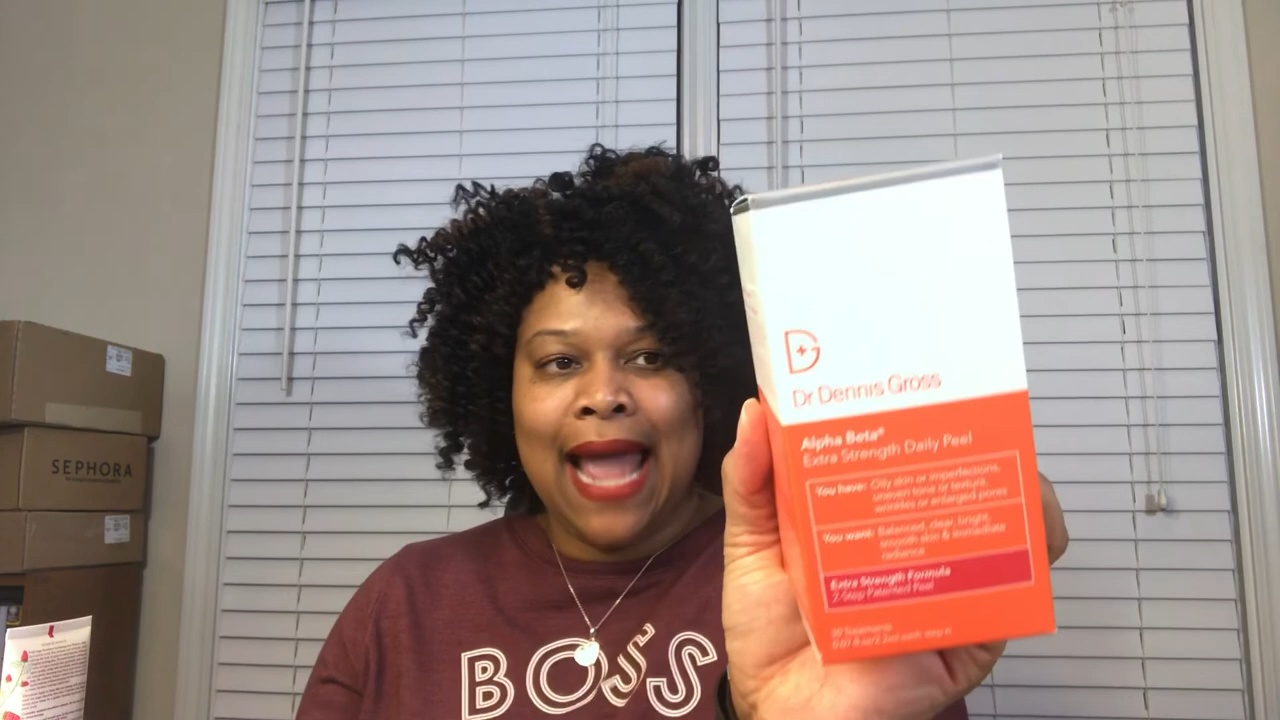 SEPHORA
BOSS
Dr Dennis Gross
Alpha Beta®
Extra Strength Daily Peel
You have: Oily skin or imperfections,
uneven tone or texture,
wrinkles or enlarged pores
You want: Balanced, clear, bright,
smooth skin & immediate
radiance
Extra Strength Formula
2-Step Patented Peel
30 Treatments